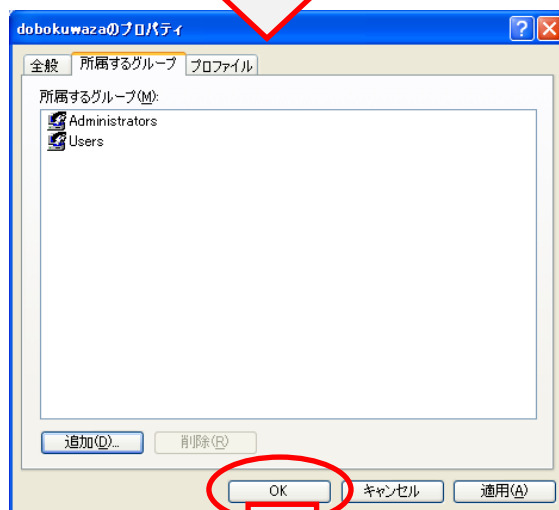 dobokuwazaのプロパティ
全般 所属するグループ プロファイル
所属するグループ(M):
Administrators
Users
追加(D)... 削除(R)
OK キャンセル 適用(A)